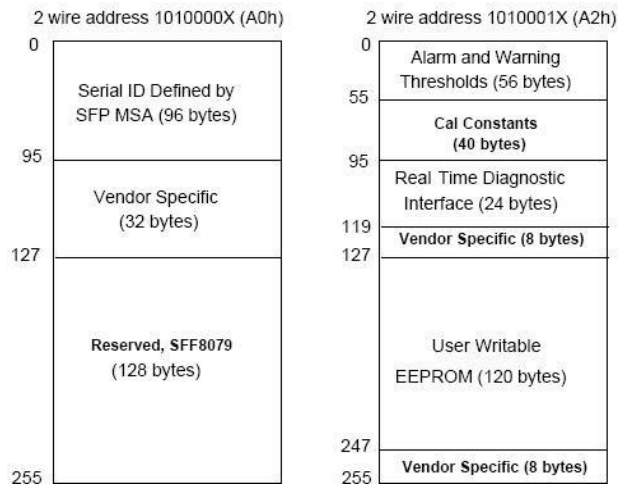 2 wire address 1010000X (A0h)
0
Serial ID Defined by
SFP MSA (96 bytes)
95
Vendor Specific
(32 bytes)
127
Reserved, SFF8079
(128 bytes)
255
2 wire address 1010001X (A2h)
0
Alarm and Warning
Thresholds (56 bytes)
55
Cal Constants
(40 bytes)
95
Real Time Diagnostic
Interface (24 bytes)
119
Vendor Specific (8 bytes)
127
User Writable
EEPROM (120 bytes)
247
Vendor Specific (8 bytes)
255